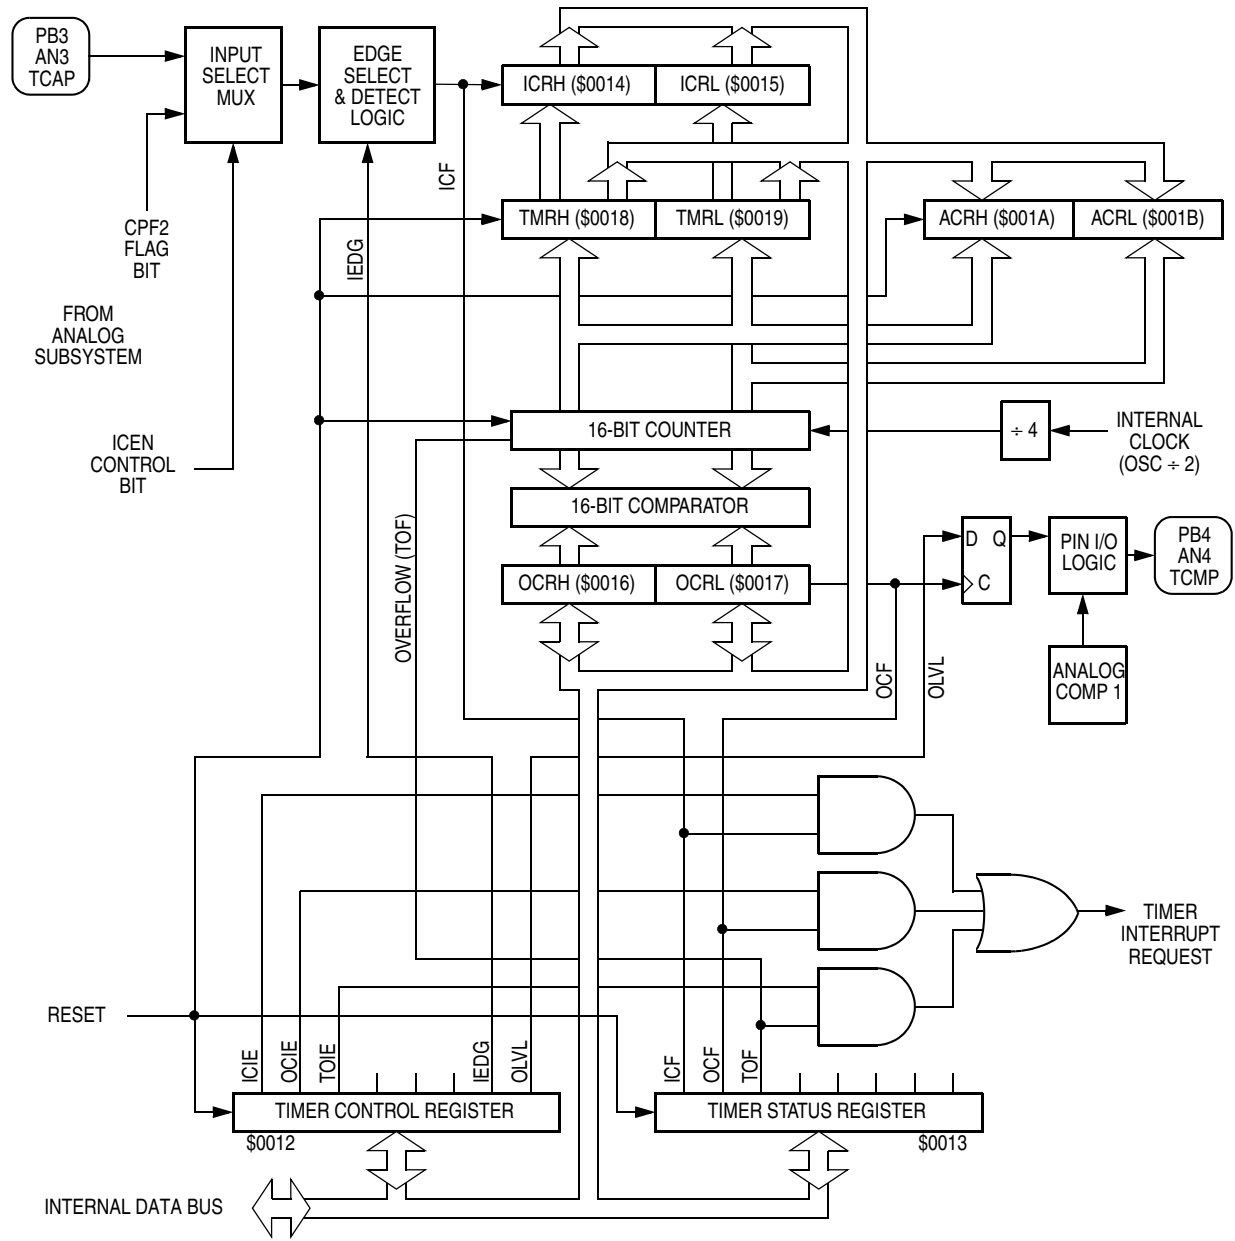 PB3
AN3
TCAP
INPUT
SELECT
MUX
EDGE
SELECT
& DETECT
LOGIC
ICRH ($0014)
ICRL ($0015)
ICF
CPF2
FLAG
BIT
IEDG
TMRH ($0018)
TMRL ($0019)
ACRH ($001A)
ACRL ($001B)
FROM
ANALOG
SUBSYSTEM
ICEN
CONTROL
BIT
16-BIT COUNTER
÷ 4
INTERNAL
CLOCK
(OSC ÷ 2)
16-BIT COMPARATOR
OVERFLOW (TOF)
OCRH ($0016)
OCRL ($0017)
D Q
C
PIN I/O
LOGIC
PB4
AN4
TCMP
OCF
OLVL
ANALOG
COMP 1
TIMER
INTERRUPT
REQUEST
RESET
ICIE
OCIE
TOIE
IEDG
OLVL
ICF
OCF
TOF
TIMER CONTROL REGISTER
$0012
TIMER STATUS REGISTER
$0013
INTERNAL DATA BUS